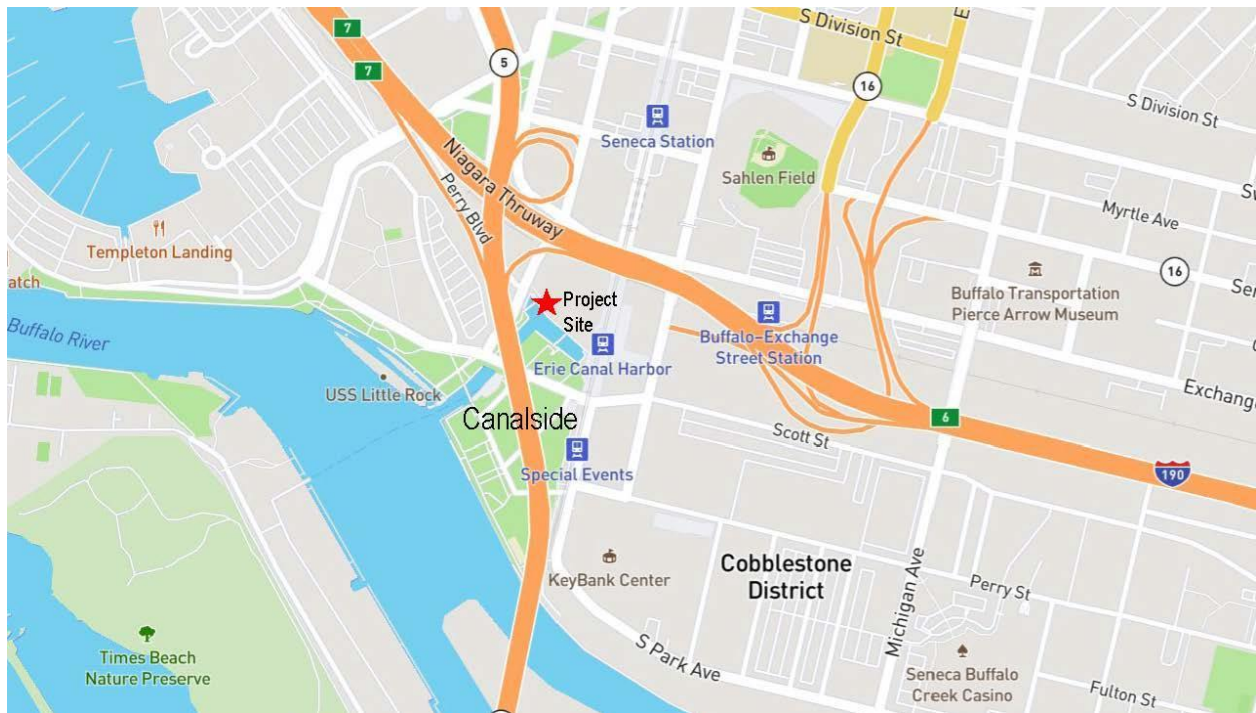 7
7
5
S Division St
E
16
S Division St
Seneca Station
Sahlen Field
Niagara Thruway
Perry Blvd
Myrtle Ave
Templeton Landing
16
atch
Buffalo Transportation
Pierce Arrow Museum
Project
Site
Buffalo River
Buffalo-Exchange
Street Station
Erie Canal Harbor
USS Little Rock
Exchange
Canalside
6
Scott St
Special Events
190
KeyBank Center
Cobblestone
District
Michigan Ave
Perry St
Times Beach
Nature Preserve
S Park Ave
Seneca Buffalo
Creek Casino
Fulton St